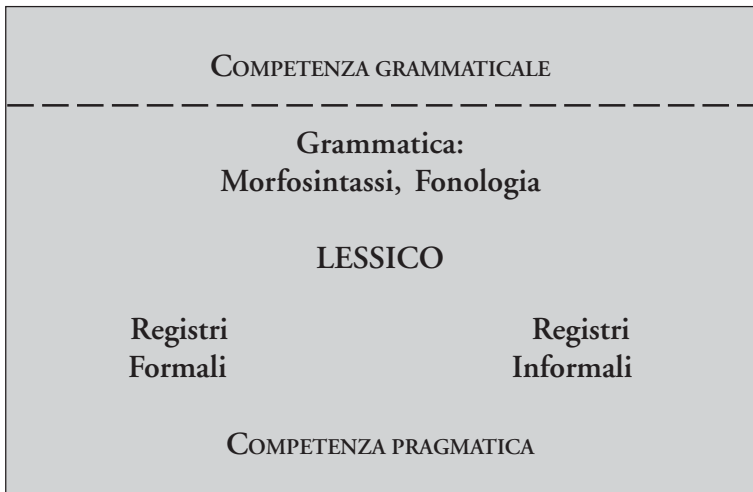 COMPETENZA GRAMMATICALE
Grammatica:
Morfosintassi, Fonologia
LESSICO
Registri Registri
Formali Informali
COMPETENZA PRAGMATICA